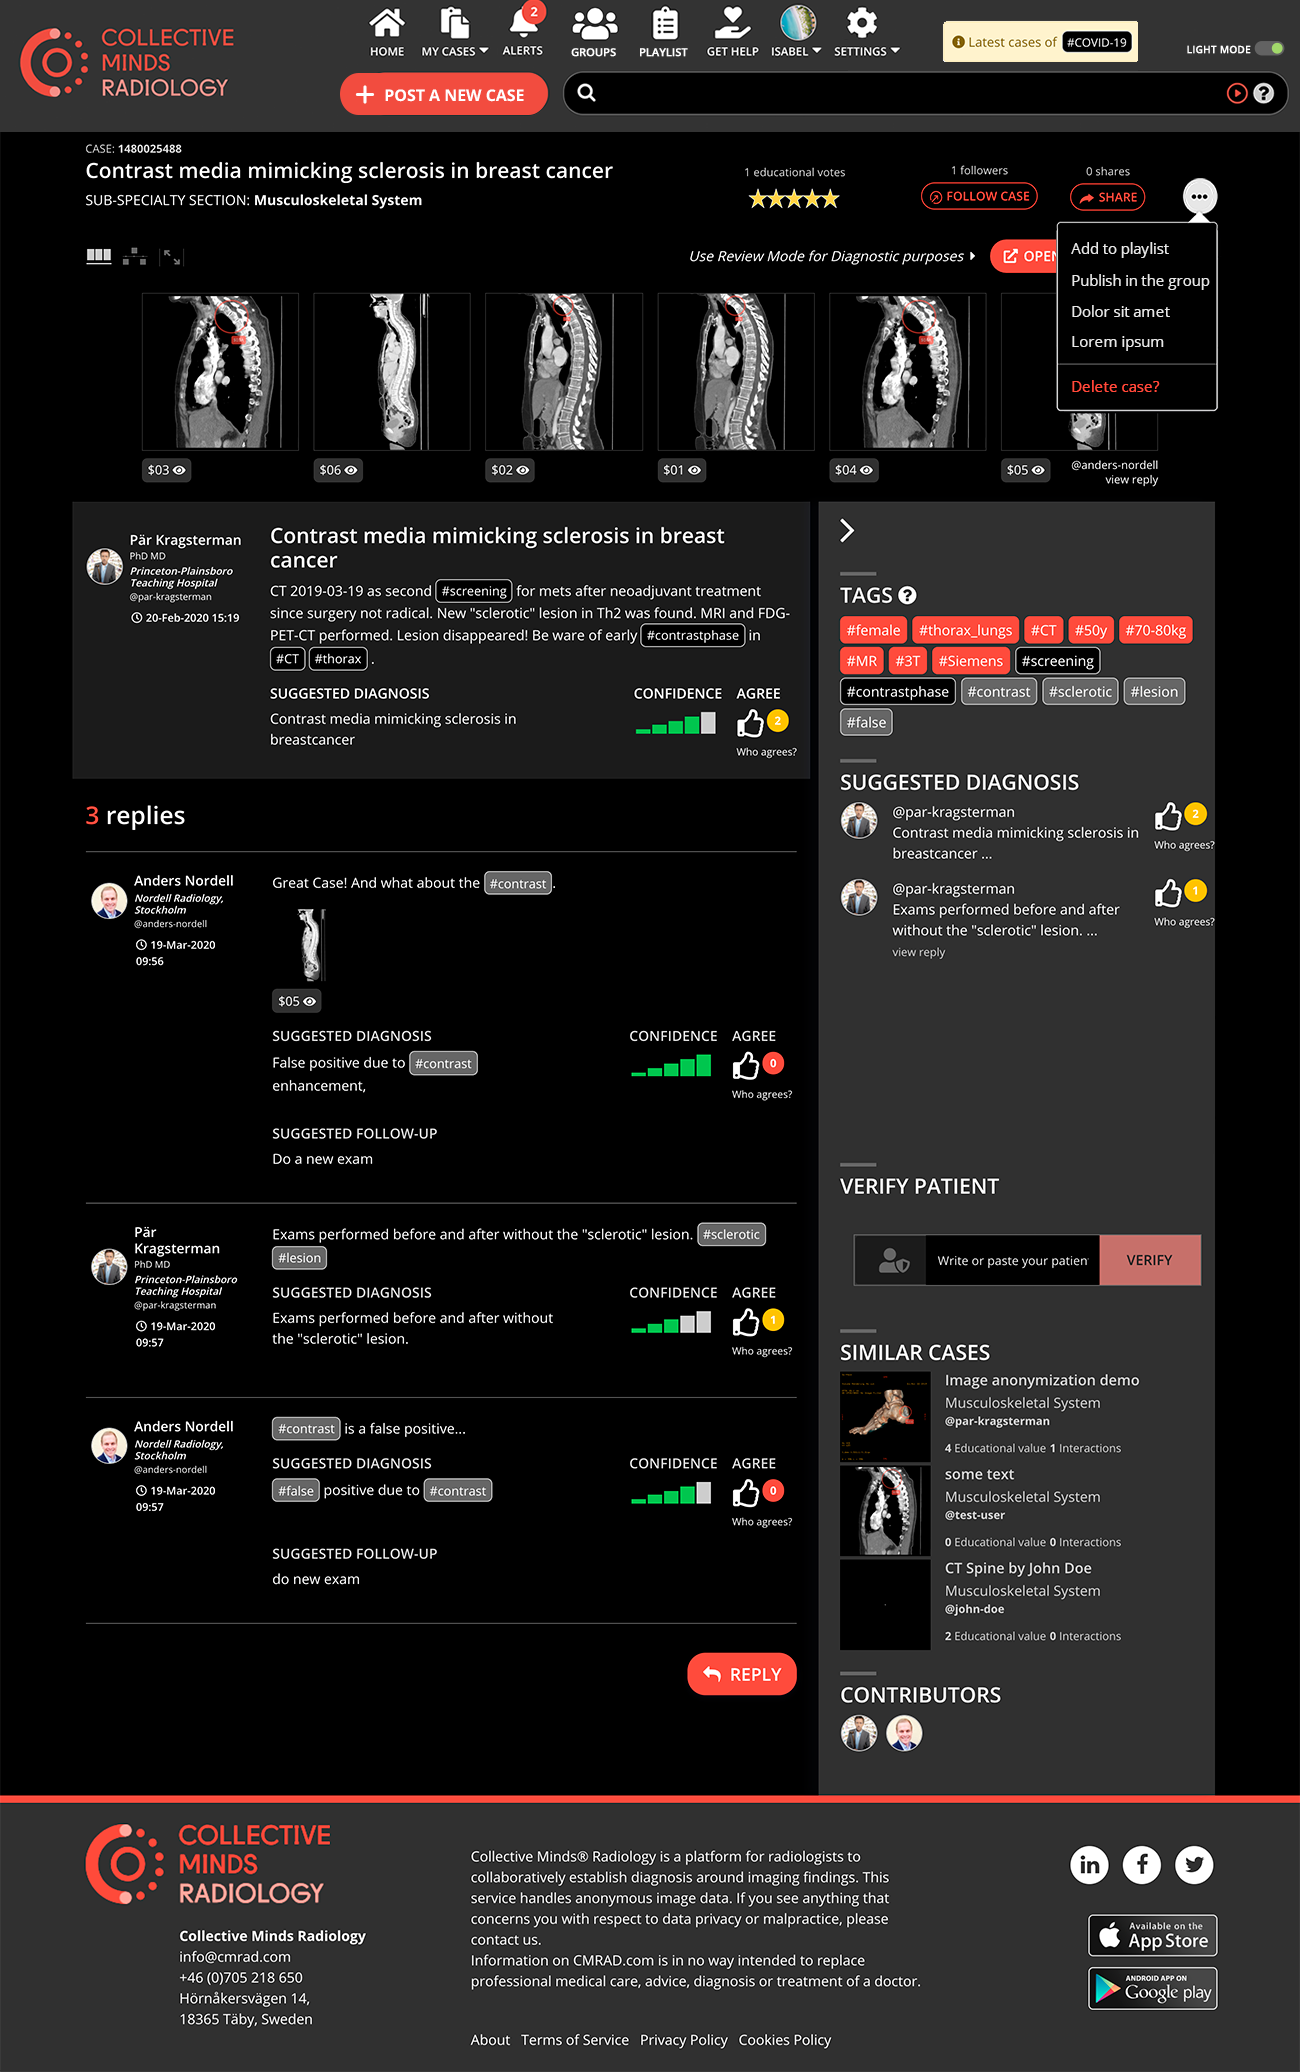 COLLECTIVE
MINDS
RADIOLOGY
HOME
MY CASES
2
ALERTS
GROUPS
PLAYLIST
GET HELP
ISABEL
SETTINGS
Latest cases of #COVID-19
LIGHT MODE
POST A NEW CASE
CASE: 1480025488
Contrast media mimicking sclerosis in breast cancer
SUB-SPECIALTY SECTION: Musculoskeletal System
1 educational votes
1 followers
FOLLOW CASE
0 shares
SHARE
Use Review Mode for Diagnostic purposes
OPEN
Add to playlist
Publish in the group
Dolor sit amet
Lorem ipsum
Delete case?
$03
$06
$02
$01
$04
$05
@anders-nordell
view reply
Pär Kragsterman
PhD MD
Princeton-Plainsboro
Teaching Hospital
@par-kragsterman
20-Feb-2020 15:19
Contrast media mimicking sclerosis in breast
cancer
CT 2019-03-19 as second #screening for mets after neoadjuvant treatment
since surgery not radical. New "sclerotic" lesion in Th2 was found. MRI and FDG-
PET-CT performed. Lesion disappeared! Be ware of early #contrastphase in
#CT #thorax .
SUGGESTED DIAGNOSIS
CONFIDENCE
AGREE
Contrast media mimicking sclerosis in
breastcancer
2
Who agrees?
3 replies
Anders Nordell
Nordell Radiology,
Stockholm
@anders-nordell
19-Mar-2020
09:56
Great Case! And what about the #contrast.
$05
SUGGESTED DIAGNOSIS
CONFIDENCE
AGREE
False positive due to #contrast
enhancement,
0
Who agrees?
SUGGESTED FOLLOW-UP
Do a new exam
Pär
Kragsterman
PhD MD
Princeton-Plainsboro
Teaching Hospital
@par-kragsterman
19-Mar-2020
09:57
Exams performed before and after without the "sclerotic" lesion. #sclerotic
#lesion
SUGGESTED DIAGNOSIS
CONFIDENCE
AGREE
Exams performed before and after without
the "sclerotic" lesion.
1
Who agrees?
Anders Nordell
Nordell Radiology,
Stockholm
@anders-nordell
19-Mar-2020
09:57
#contrast is a false positive...
SUGGESTED DIAGNOSIS
CONFIDENCE
AGREE
#false positive due to #contrast
0
Who agrees?
SUGGESTED FOLLOW-UP
do new exam
REPLY
TAGS
#female #thorax_lungs #CT #50y #70-80kg
#MR #3T #Siemens #screening
#contrastphase #contrast #sclerotic #lesion
#false
SUGGESTED DIAGNOSIS
@par-kragsterman
Contrast media mimicking sclerosis in
breastcancer ...
2
Who agrees?
@par-kragsterman
Exams performed before and after
without the "sclerotic" lesion. ...
view reply
1
Who agrees?
VERIFY PATIENT
Write or paste your patien
VERIFY
SIMILAR CASES
Image anonymization demo
Musculoskeletal System
@par-kragsterman
4 Educational value 1 Interactions
some text
Musculoskeletal System
@test-user
0 Educational value 0 Interactions
CT Spine by John Doe
Musculoskeletal System
@john-doe
2 Educational value 0 Interactions
CONTRIBUTORS
COLLECTIVE
MINDS
RADIOLOGY
Collective Minds Radiology
info@cmrad.com
+46 (0)705 218 650
Hörnåkersvägen 14,
18365 Täby, Sweden
Collective Minds® Radiology is a platform for radiologists to
collaboratively establish diagnosis around imaging findings. This
service handles anonymous image data. If you see anything that
concerns you with respect to data privacy or malpractice, please
contact us.
Information on CMRAD.com is in no way intended to replace
professional medical care, advice, diagnosis or treatment of a doctor.
About Terms of Service Privacy Policy Cookies Policy
Available on the
App Store
ANDROID APP ON
Google play